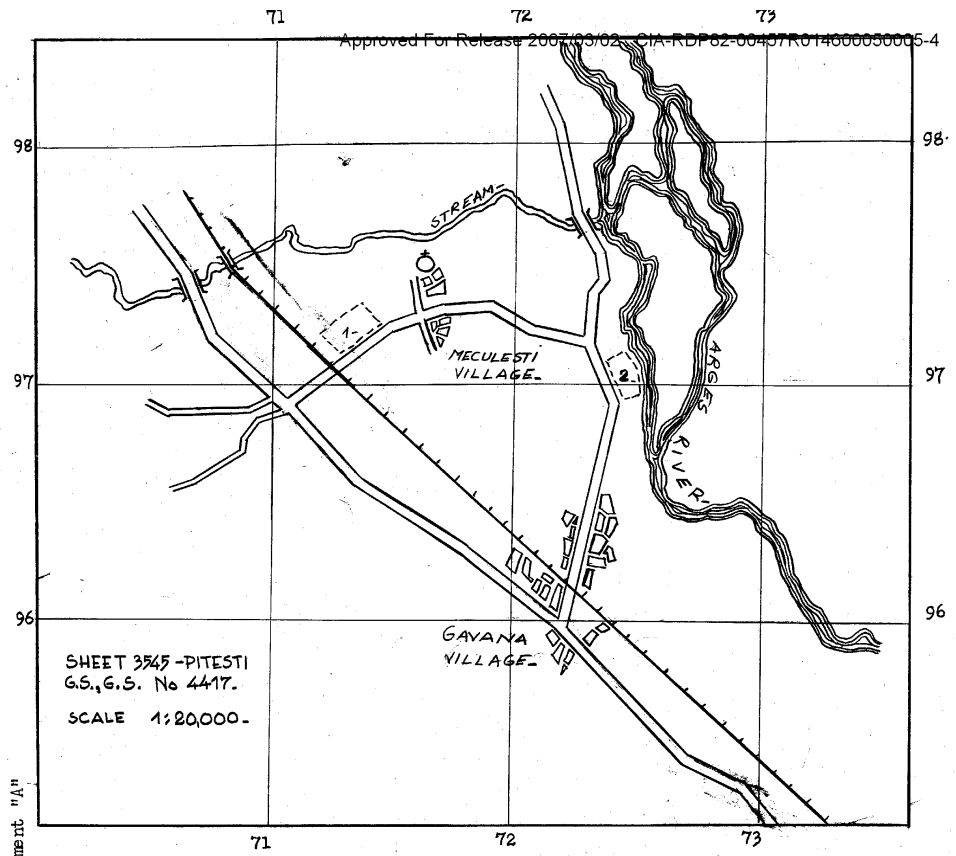 71 72 73
Approved For Release 2007/03/02 : CIA-RDP82-00457R014600050005-4
98 98
STREAM-
1-
MECULESTI
VILLAGE-
2
97 97
ARGES
RIVER-
96 96
GAVANA
VILLAGE-
SHEET 3545-PITESTI
G.S., G.S. No 4417-
SCALE 1:20,000-
ment "A"
71 72 73